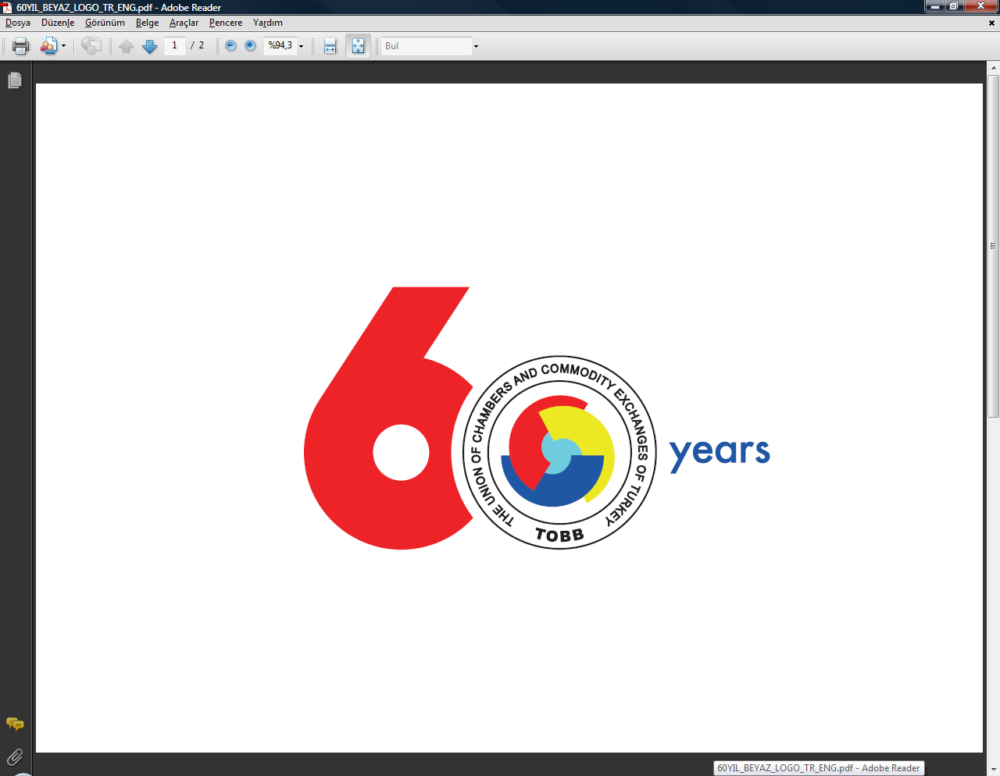 60YIL_BEYAZ_LOGO_TR_ENG.pdf - Adobe Reader
Dosya Düzenle Görünüm Belge Araçlar Pencere Yardım
1 / 2 %94,3 Bul
60
THE UNION OF CHAMBERS AND COMMODITY EXCHANGES OF TURKEY
TOBB
years
60YIL_BEYAZ_LOGO_TR_ENG.pdf - Adobe Reader